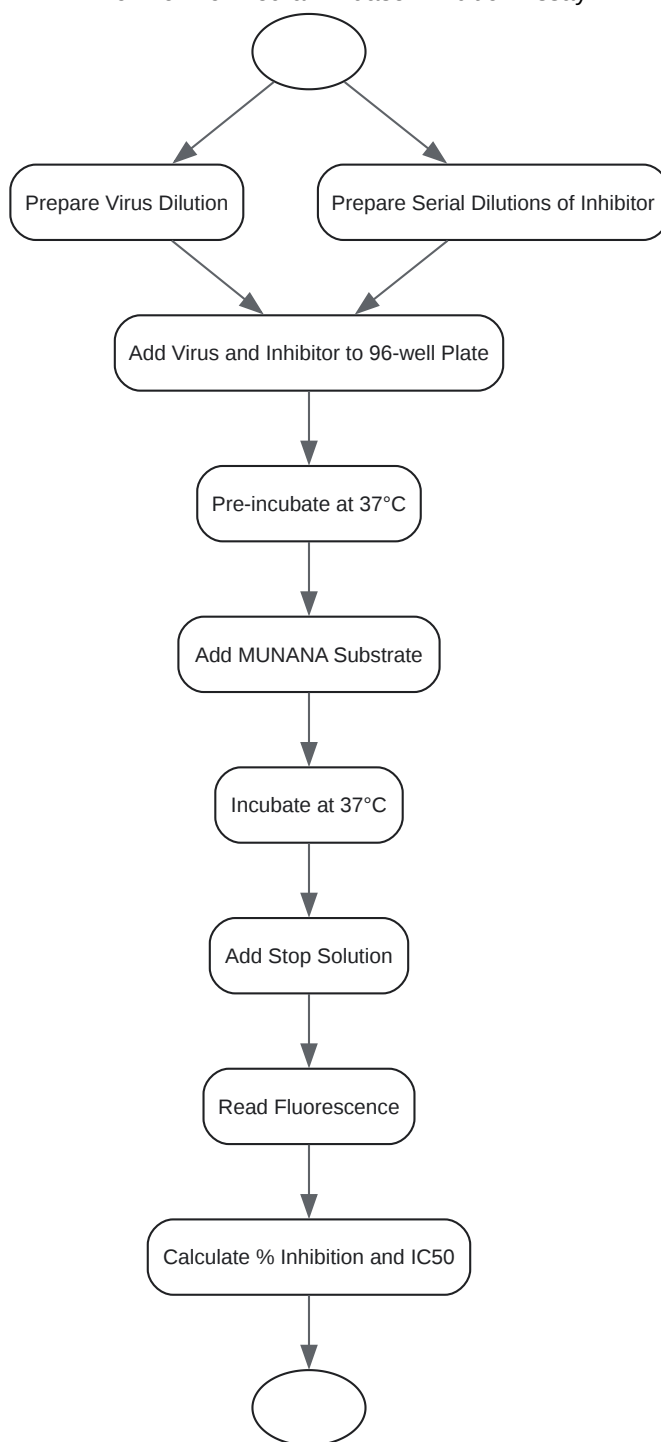 Prepare Virus Dilution
Prepare Serial Dilutions of Inhibitor
Add Virus and Inhibitor to 96-well Plate
Pre-incubate at 37°C
Add MUNANA Substrate
Incubate at 37°C
Add Stop Solution
Read Fluorescence
Calculate % Inhibition and IC50